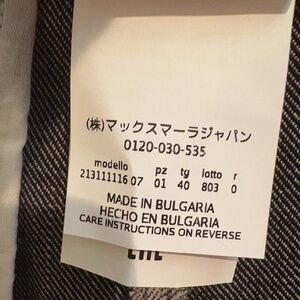 (株)マックスマーラジャパン
0120-030-535
modello pz tg lotto r
213111116 07 01 40 803 0
MADE IN BULGARIA
HECHO EN BULGARIA
CARE INSTRUCTIONS ON REVERSE